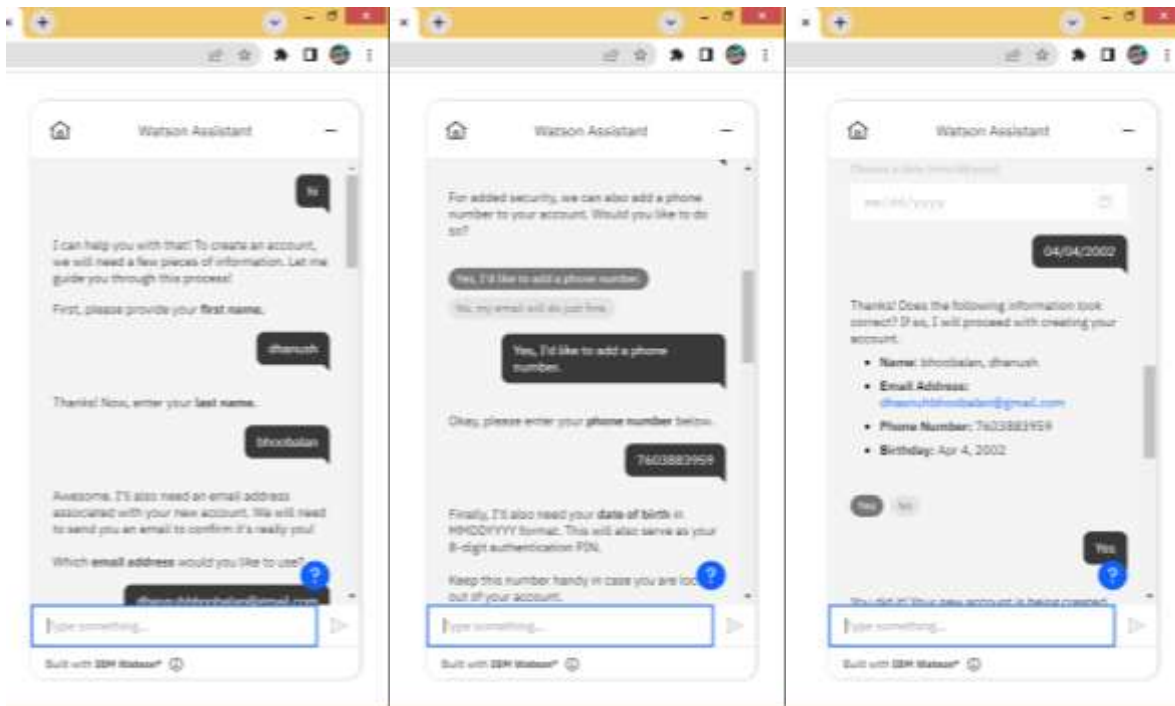 Watson Assistant
hi
I can help you with that! To create an account,
we will need a few pieces of information. Let me
guide you through this process!
First, please provide your first name.
dhanush
Thanks! Now, enter your last name.
bhoobalan
Awesome. I'll also need an email address
associated with your new account. We will need
to send you an email to confirm it's really you!
Which email address would you like to use?
Type something...
Built with IBM Watson®
Watson Assistant
For added security, we can also add a phone
number to your account. Would you like to do
so?
Yes, I'd like to add a phone number.
No, my email will do just fine.
Yes, I'd like to add a phone
number.
Okay, please enter your phone number below.
7603883959
Finally, I'll also need your date of birth in
MMDDYYYY format. This will also serve as your
8-digit authentication PIN.
Keep this number handy in case you are
out of your account.
Type something...
Built with IBM Watson®
Watson Assistant
mm/dd/yyyy
04/04/2002
Thanks! Does the following information look
correct? If so, I will proceed with creating your
account.
• Name: bhoobalan, dhanush
• Email Address:
• Phone Number: 7603883959
• Birthday: Apr 4, 2002
Yes
No
Yes
You did it! Your new account is being created
Type something...
Built with IBM Watson®